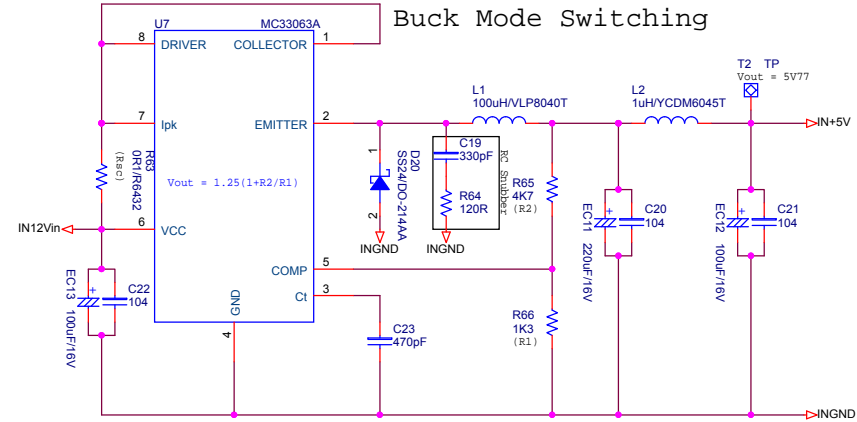 Buck Mode Switching
U7
MC33063A
8
DRIVER
COLLECTOR
1
T2 TP
Vout = 5V77
L1
100uH/VLP8040T
L2
1uH/YCDM6045T
7
Ipk
EMITTER
2
IN+5V
R63
0R1/R6432
(Rsc)
Vout = 1.25(1+R2/R1)
1
D20
SS24/DO-214AA
2
C19
330pF
R64
120R
RC Snubber
R65
4K7
(R2)
IN12Vin
6
VCC
INGND
INGND
EC11
220uF/16V
+
C20
104
EC12
100uF/16V
+
C21
104
COMP
5
Ct
3
EC13
100uF/16V
+
C22
104
GND
4
C23
470pF
R66
1K3
(R1)
INGND